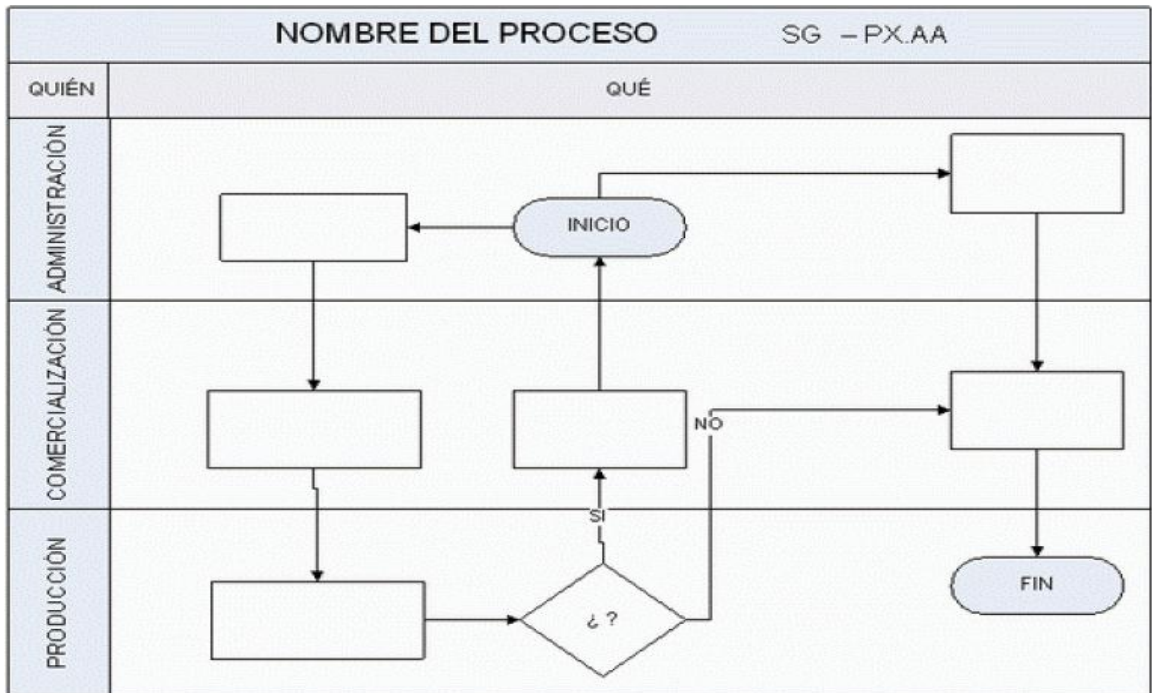 NOMBRE DEL PROCESO SG – PX.AA
QUIÉN QUÉ
ADMINISTRACIÓN
INICIO
COMERCIALIZACIÓN
NO
SI
PRODUCCIÓN
¿ ?
FIN